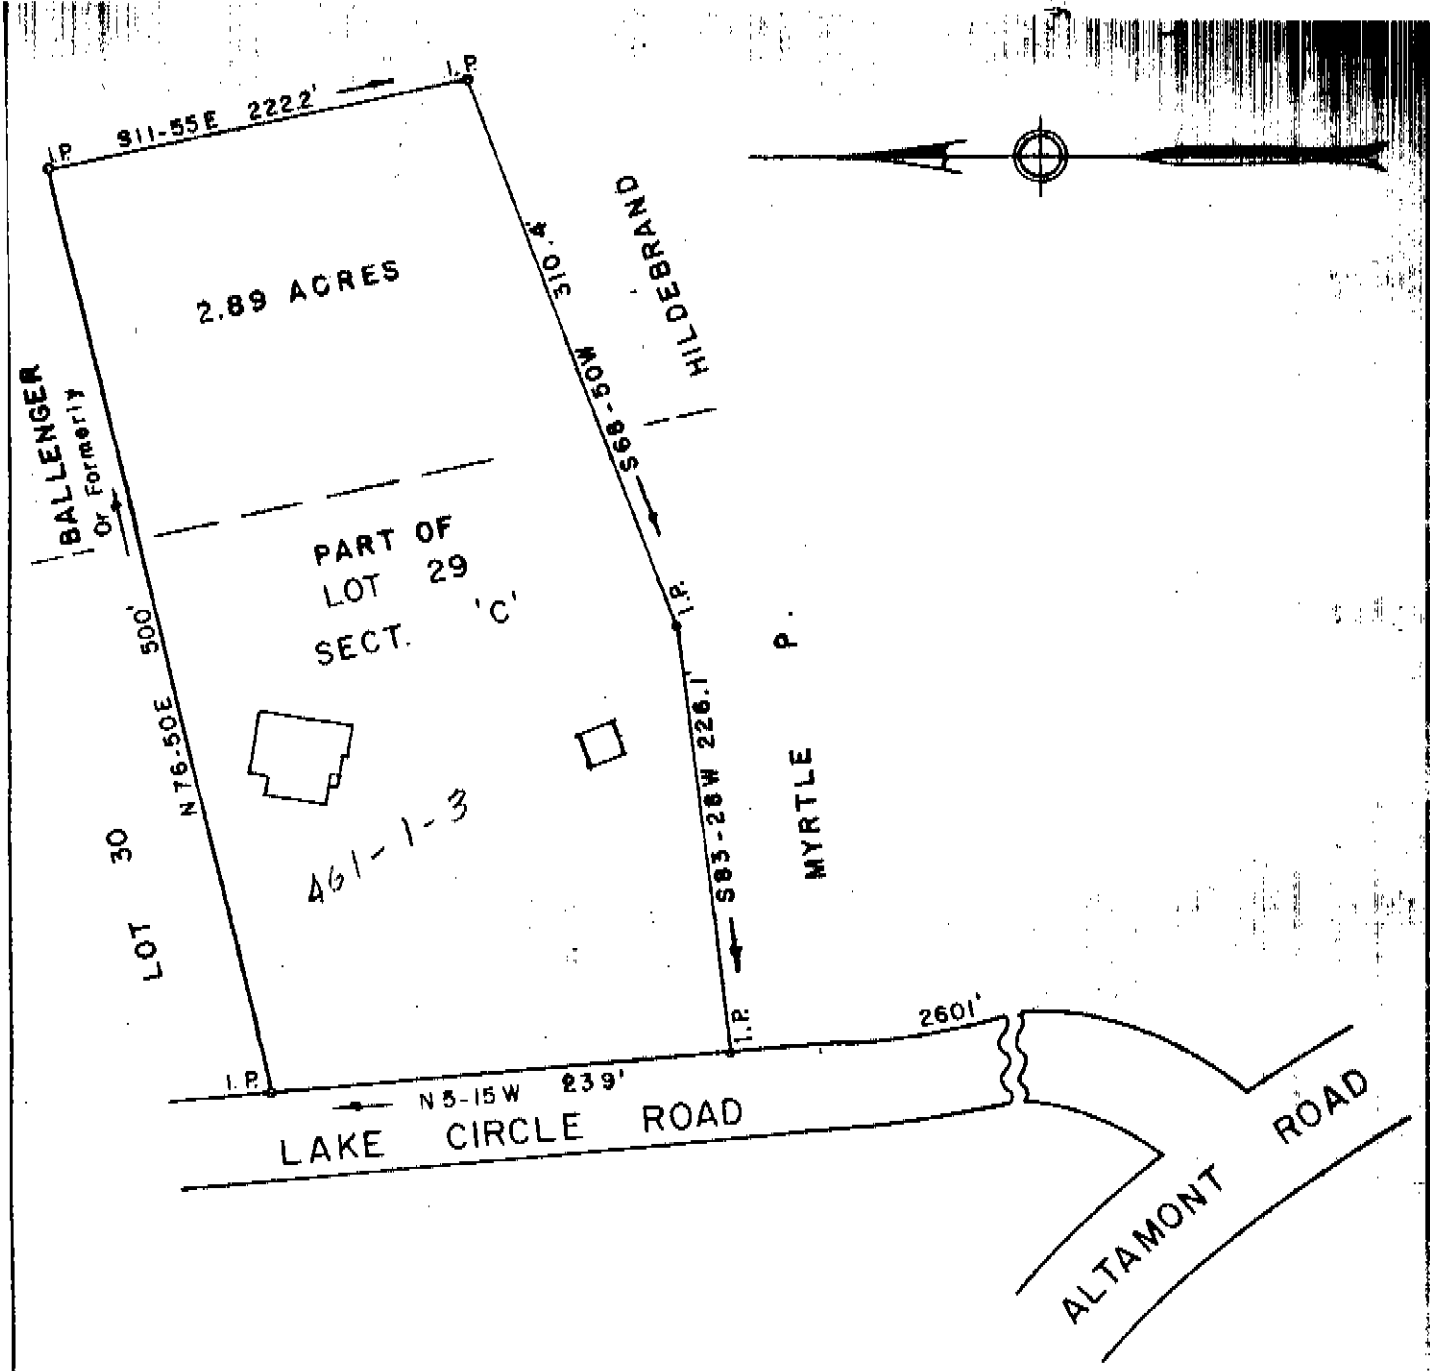 I.P.
S11-55E 222.2'
I.P.
2.89 ACRES
310.4'
S68-50W
HILDEBRAND
BALLENGER
Or Formerly
PART OF
LOT 29
SECT. 'C'
I.P.
500'
N 76-50E
LOT 30
461-1-3
S83-28W 226.1'
MYRTLE P.
I.P.
I.P.
N 5-15W 239'
2601'
LAKE CIRCLE ROAD
ALTAMONT ROAD